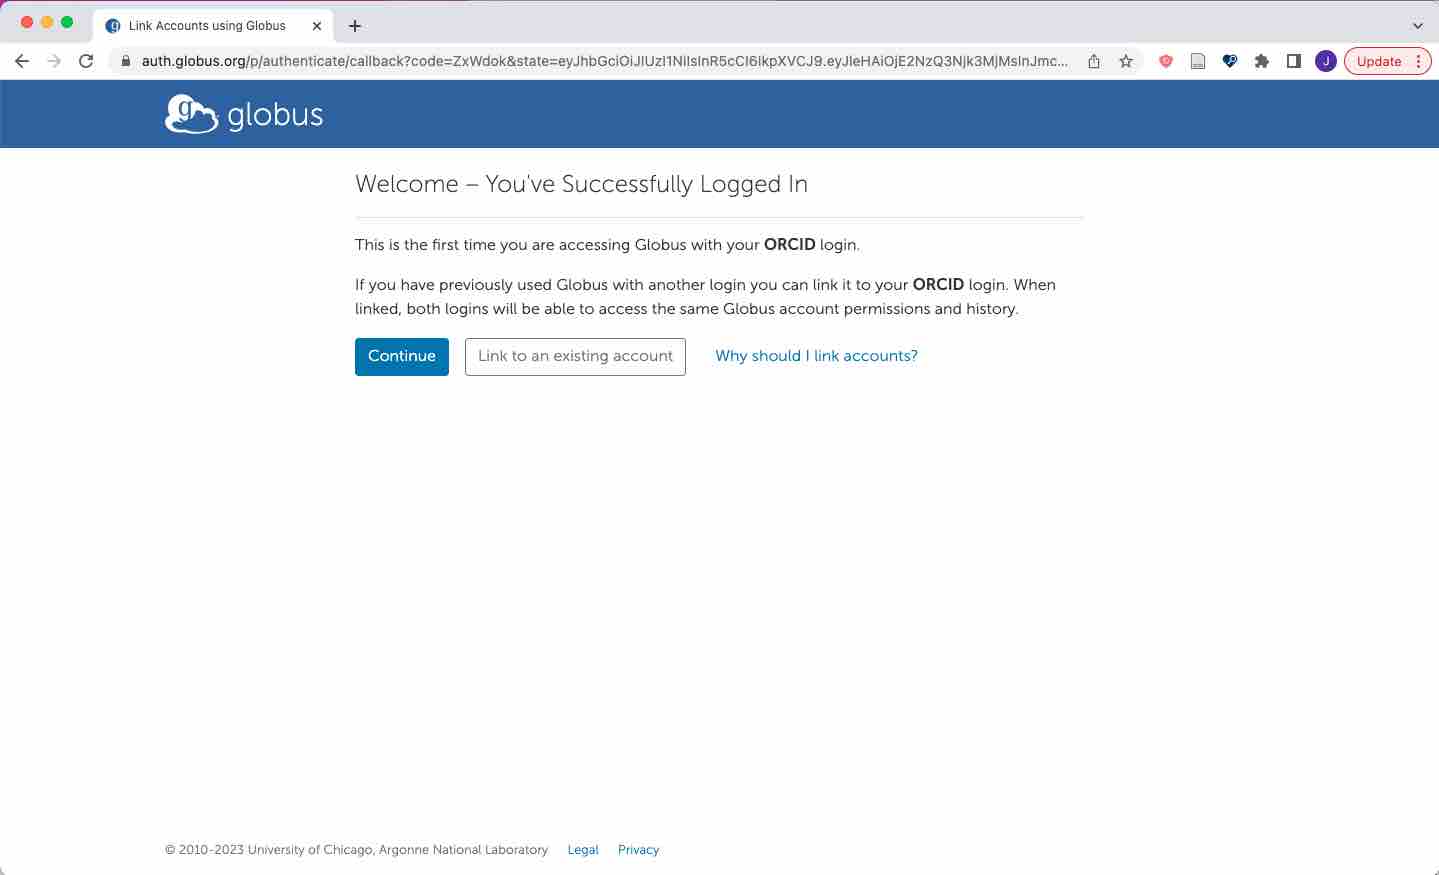 Link Accounts using Globus
auth.globus.org/p/authenticate/callback?code=ZxWdok&state=eyJhbGciOiJIUzI1NiIsInR5cCI6IkpXVCJ9.eyJleHAiOjE2NzQ3Njk3MjMsInJmc...
J
Update
g globus
Welcome – You've Successfully Logged In
This is the first time you are accessing Globus with your ORCID login.
If you have previously used Globus with another login you can link it to your ORCID login. When
linked, both logins will be able to access the same Globus account permissions and history.
Continue Link to an existing account Why should I link accounts?
© 2010-2023 University of Chicago, Argonne National Laboratory Legal Privacy